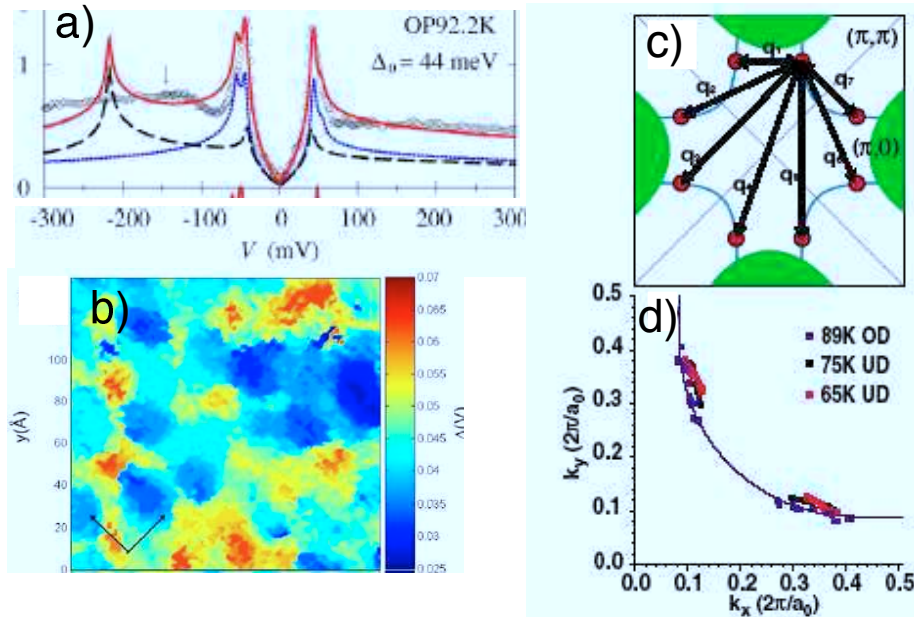 a)
OP92.2K
Δ₀ = 44 meV
1
0
-300
-200
-100
0
100
200
300
V (mV)
b)
y(Å)
100
80
60
40
20
0
0.07
0.065
0.06
0.055
0.05
0.045
0.04
0.035
0.03
0.025
c)
(π,π)
q₁
q₂
q₇
q₃
(π,0)
q₄
d)
0.5
0.4
0.3
0.2
0.1
0.0
k_y (2π/a₀)
89K OD
75K UD
65K UD
0.0
0.1
0.2
0.3
0.4
0.5
k_x (2π/a₀)